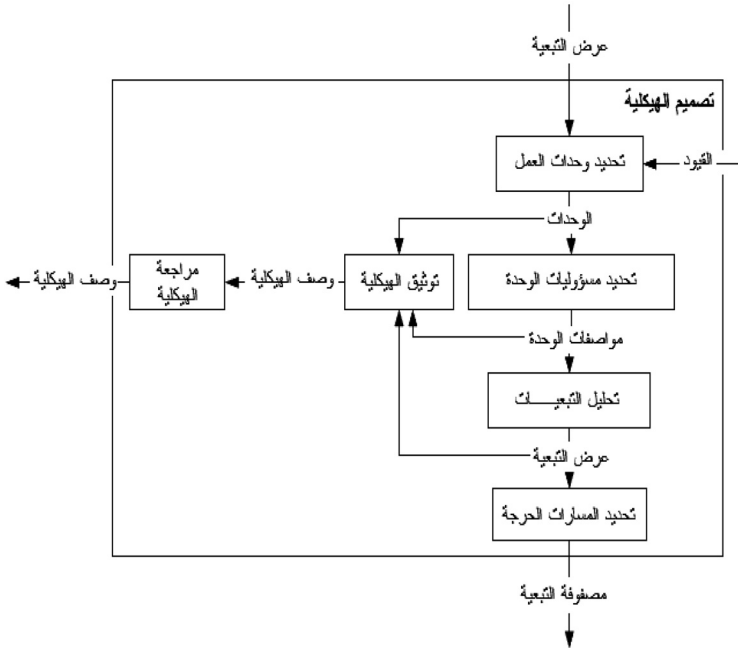 عرض التبعية
تصميم الهيكلية
تحديد وحدات العمل
القيود
الوحدات
تحديد مسؤوليات الوحدة
توثيق الهيكلية
وصف الهيكلية
مراجعة
الهيكلية
وصف الهيكلية
مواصفات الوحدة
تحليل التبعيـــــات
عرض التبعية
تحديد المسارات الحرجة
مصفوفة التبعية